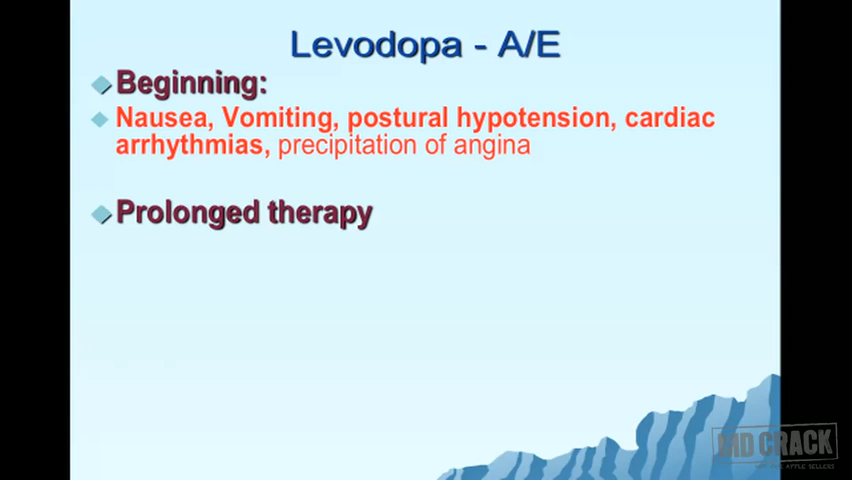 Levodopa - A/E
Beginning:
Nausea, Vomiting, postural hypotension, cardiac
arrhythmias, precipitation of angina
Prolonged therapy
MD CRACK